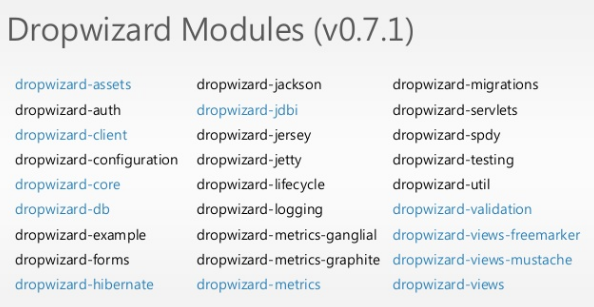 Dropwizard Modules (v0.7.1)
dropwizard-assets
dropwizard-auth
dropwizard-client
dropwizard-configuration
dropwizard-core
dropwizard-db
dropwizard-example
dropwizard-forms
dropwizard-hibernate
dropwizard-jackson
dropwizard-jdbi
dropwizard-jersey
dropwizard-jetty
dropwizard-lifecycle
dropwizard-logging
dropwizard-metrics-ganglial
dropwizard-metrics-graphite
dropwizard-metrics
dropwizard-migrations
dropwizard-servlets
dropwizard-spdy
dropwizard-testing
dropwizard-util
dropwizard-validation
dropwizard-views-freemarker
dropwizard-views-mustache
dropwizard-views